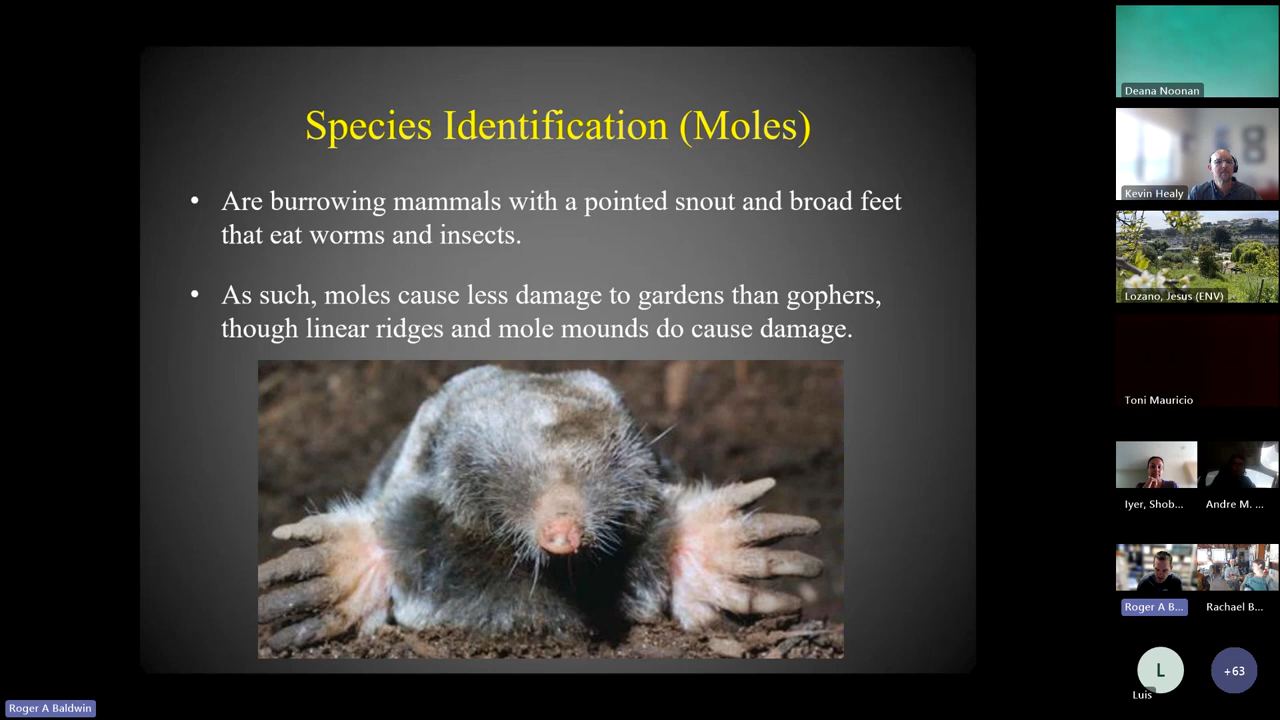 Species Identification (Moles)
• Are burrowing mammals with a pointed snout and broad feet
that eat worms and insects.
• As such, moles cause less damage to gardens than gophers,
though linear ridges and mole mounds do cause damage.
Deana Noonan
Kevin Healy
Lozano, Jesus (ENV)
Toni Mauricio
Iyer, Shob...
Andre M. ...
Roger A B...
Rachael B...
L
Luis
+63
Roger A Baldwin